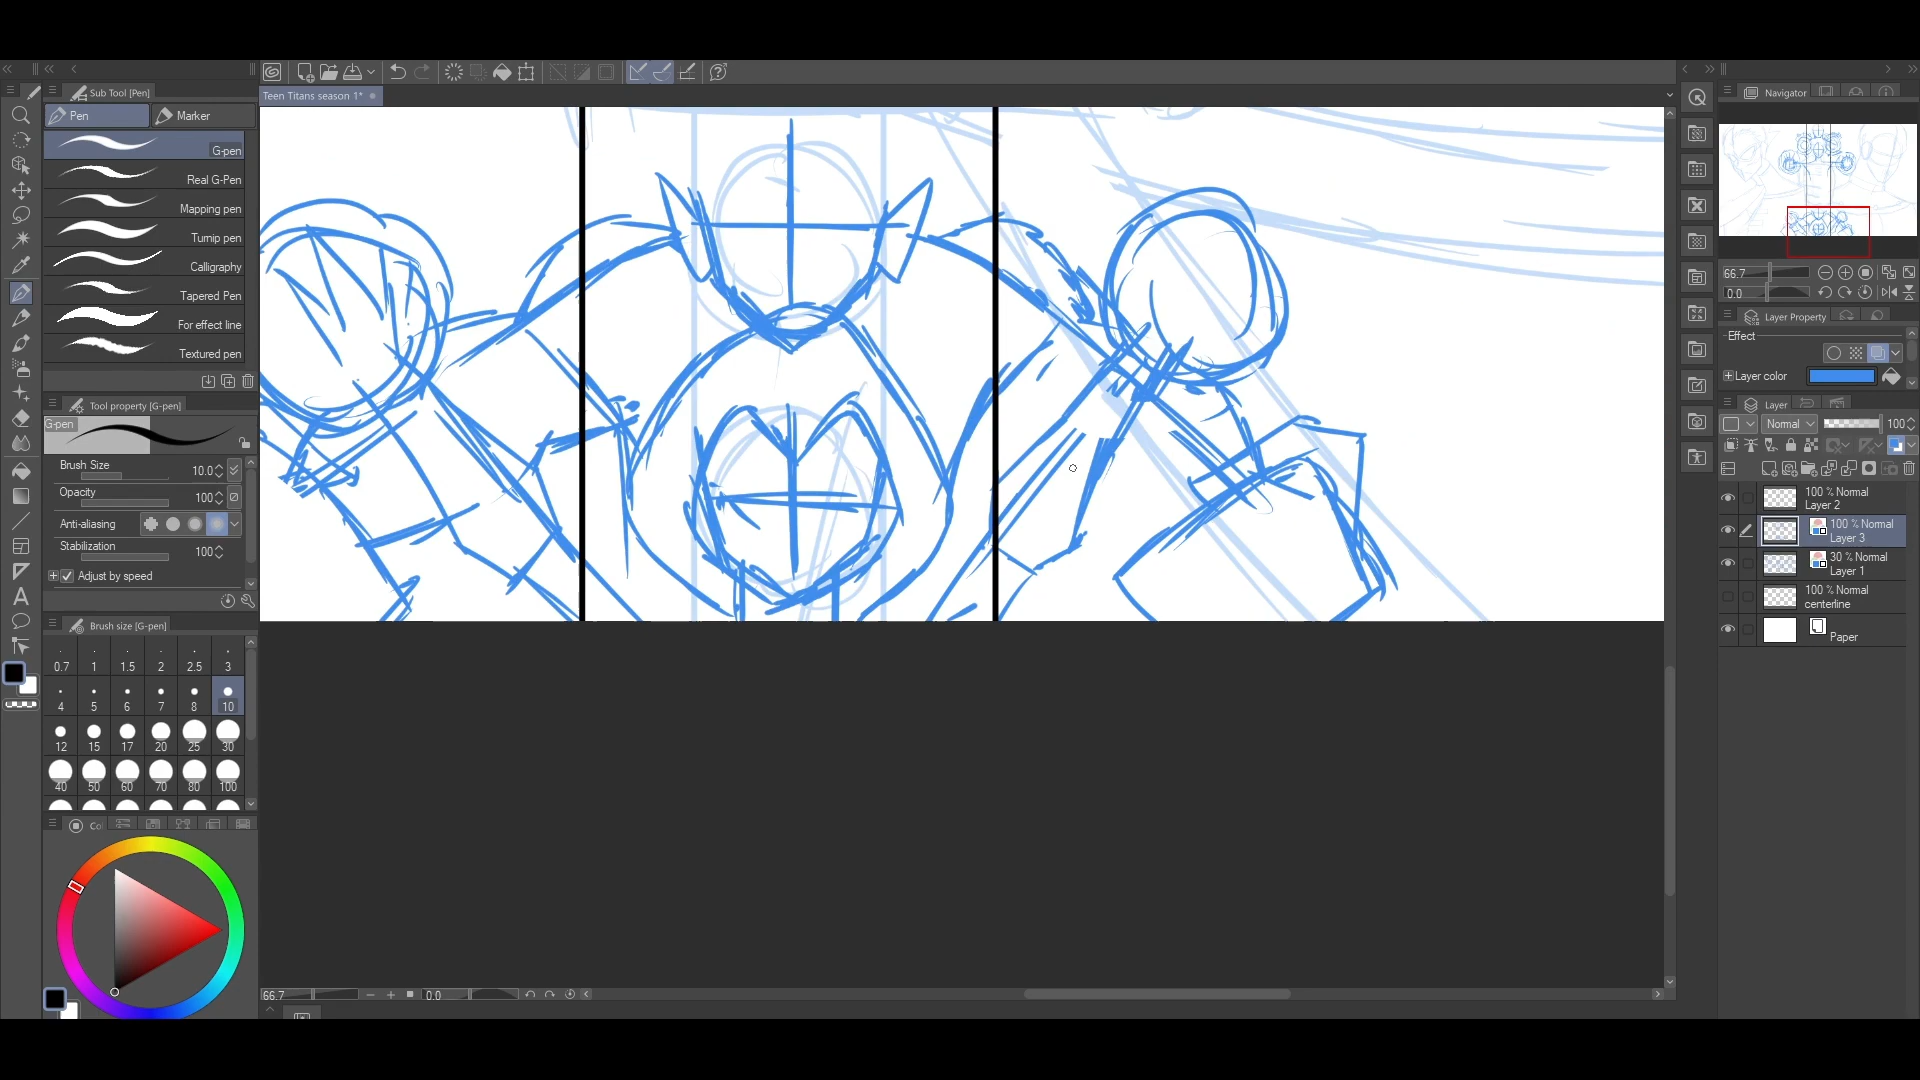 Sub Tool [Pen]
Pen
Marker
G-pen
Real G-Pen
Mapping pen
Turnip pen
Calligraphy
Tapered Pen
For effect line
Textured pen
Tool property [G-pen]
G-pen
Brush Size 10.0
Opacity 100
Anti-aliasing
Stabilization 100
Adjust by speed
Brush size [G-pen]
0.7 1 1.5 2 2.5 3
4 5 6 7 8 10
12 15 17 20 25 30
40 50 60 70 80 100
Co
Teen Titans season 1*
66.7 0.0
Navigator
66.7
0.0
Layer Property
Effect
Layer color
Layer
Normal 100
100 % Normal
Layer 2
100 % Normal
Layer 3
30 % Normal
Layer 1
100 % Normal
centerline
Paper